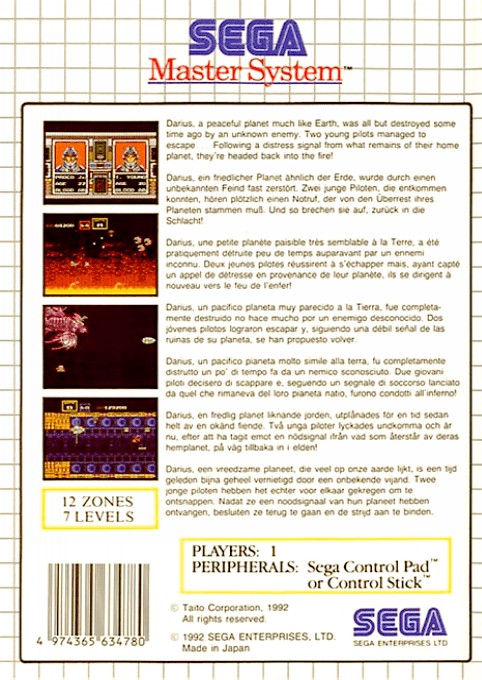 SEGA
Master System™
Darius, a peaceful planet much like Earth, was all but destroyed some
time ago by an unknown enemy. Two young pilots managed to
escape . . . Following a distress signal from what remains of their home
planet, they're headed back into the fire!
Darius, ein friedlicher Planet ähnlich der Erde, wurde durch einen
unbekannten Feind fast zerstört. Zwei junge Piloten, die entkommen
konnten, hören plötzlich einen Notruf, der von den Überrest ihres
Planeten stammen muß. Und so brechen sie auf, zurück in die
Schlacht!
Darius, une petite planète paisible très semblable à la Terre, a été
pratiquement détruite peu de temps auparavant par un ennemi
inconnu. Deux jeunes pilotes réussirent à s'échapper mais, ayant capté
un appel de détresse en provenance de leur planète, ils se dirigent à
nouveau vers le feu de l'enfer!
Darius, un pacifico planeta muy parecido a la Tierra, fue completa-
mente destruido no hace mucho por un enemigo desconocido. Dos
jóvenes pilotos lograron escapar y, siguiendo una débil señal de las
ruinas de su planeta, se han propuesto volver.
Darius, un pacifico pianeta molto simile alla terra, fu completamente
distrutto un po' di tempo fa da un nemico sconosciuto. Due giovani
piloti decisero di scappare e, seguendo un segnale di soccorso lanciato
da quel che rimaneva del loro pianeta natio, furono condotti all'inferno!
Darius, en fredlig planet liknande jorden, utplånades för en tid sedan
helt av en okänd fiende. Två unga piloter lyckades undkomma och är
nu, efter att ha tagit emot en nödsignal ifrån vad som återstår av deras
hemplanet, på väg tillbaka in i elden!
Darius, een vreedzame planeet, die veel op onze aarde lijkt, is een tijd
geleden bijna geheel vernietigd door een onbekende vijand. Twee
jonge piloten hebben het echter voor elkaar gekregen om te
ontsnappen. Nadat ze een noodsignaal van hun planeet hebben
ontvangen, besluiten ze terug te gaan en de strijd aan te binden.
12 ZONES
7 LEVELS
PLAYERS: 1
PERIPHERALS: Sega Control Pad™
or Control Stick™
© Taito Corporation, 1992
All rights reserved.
© 1992 SEGA ENTERPRISES, LTD.
Made in Japan
SEGA
SEGA ENTERPRISES LTD
4 974365 634780